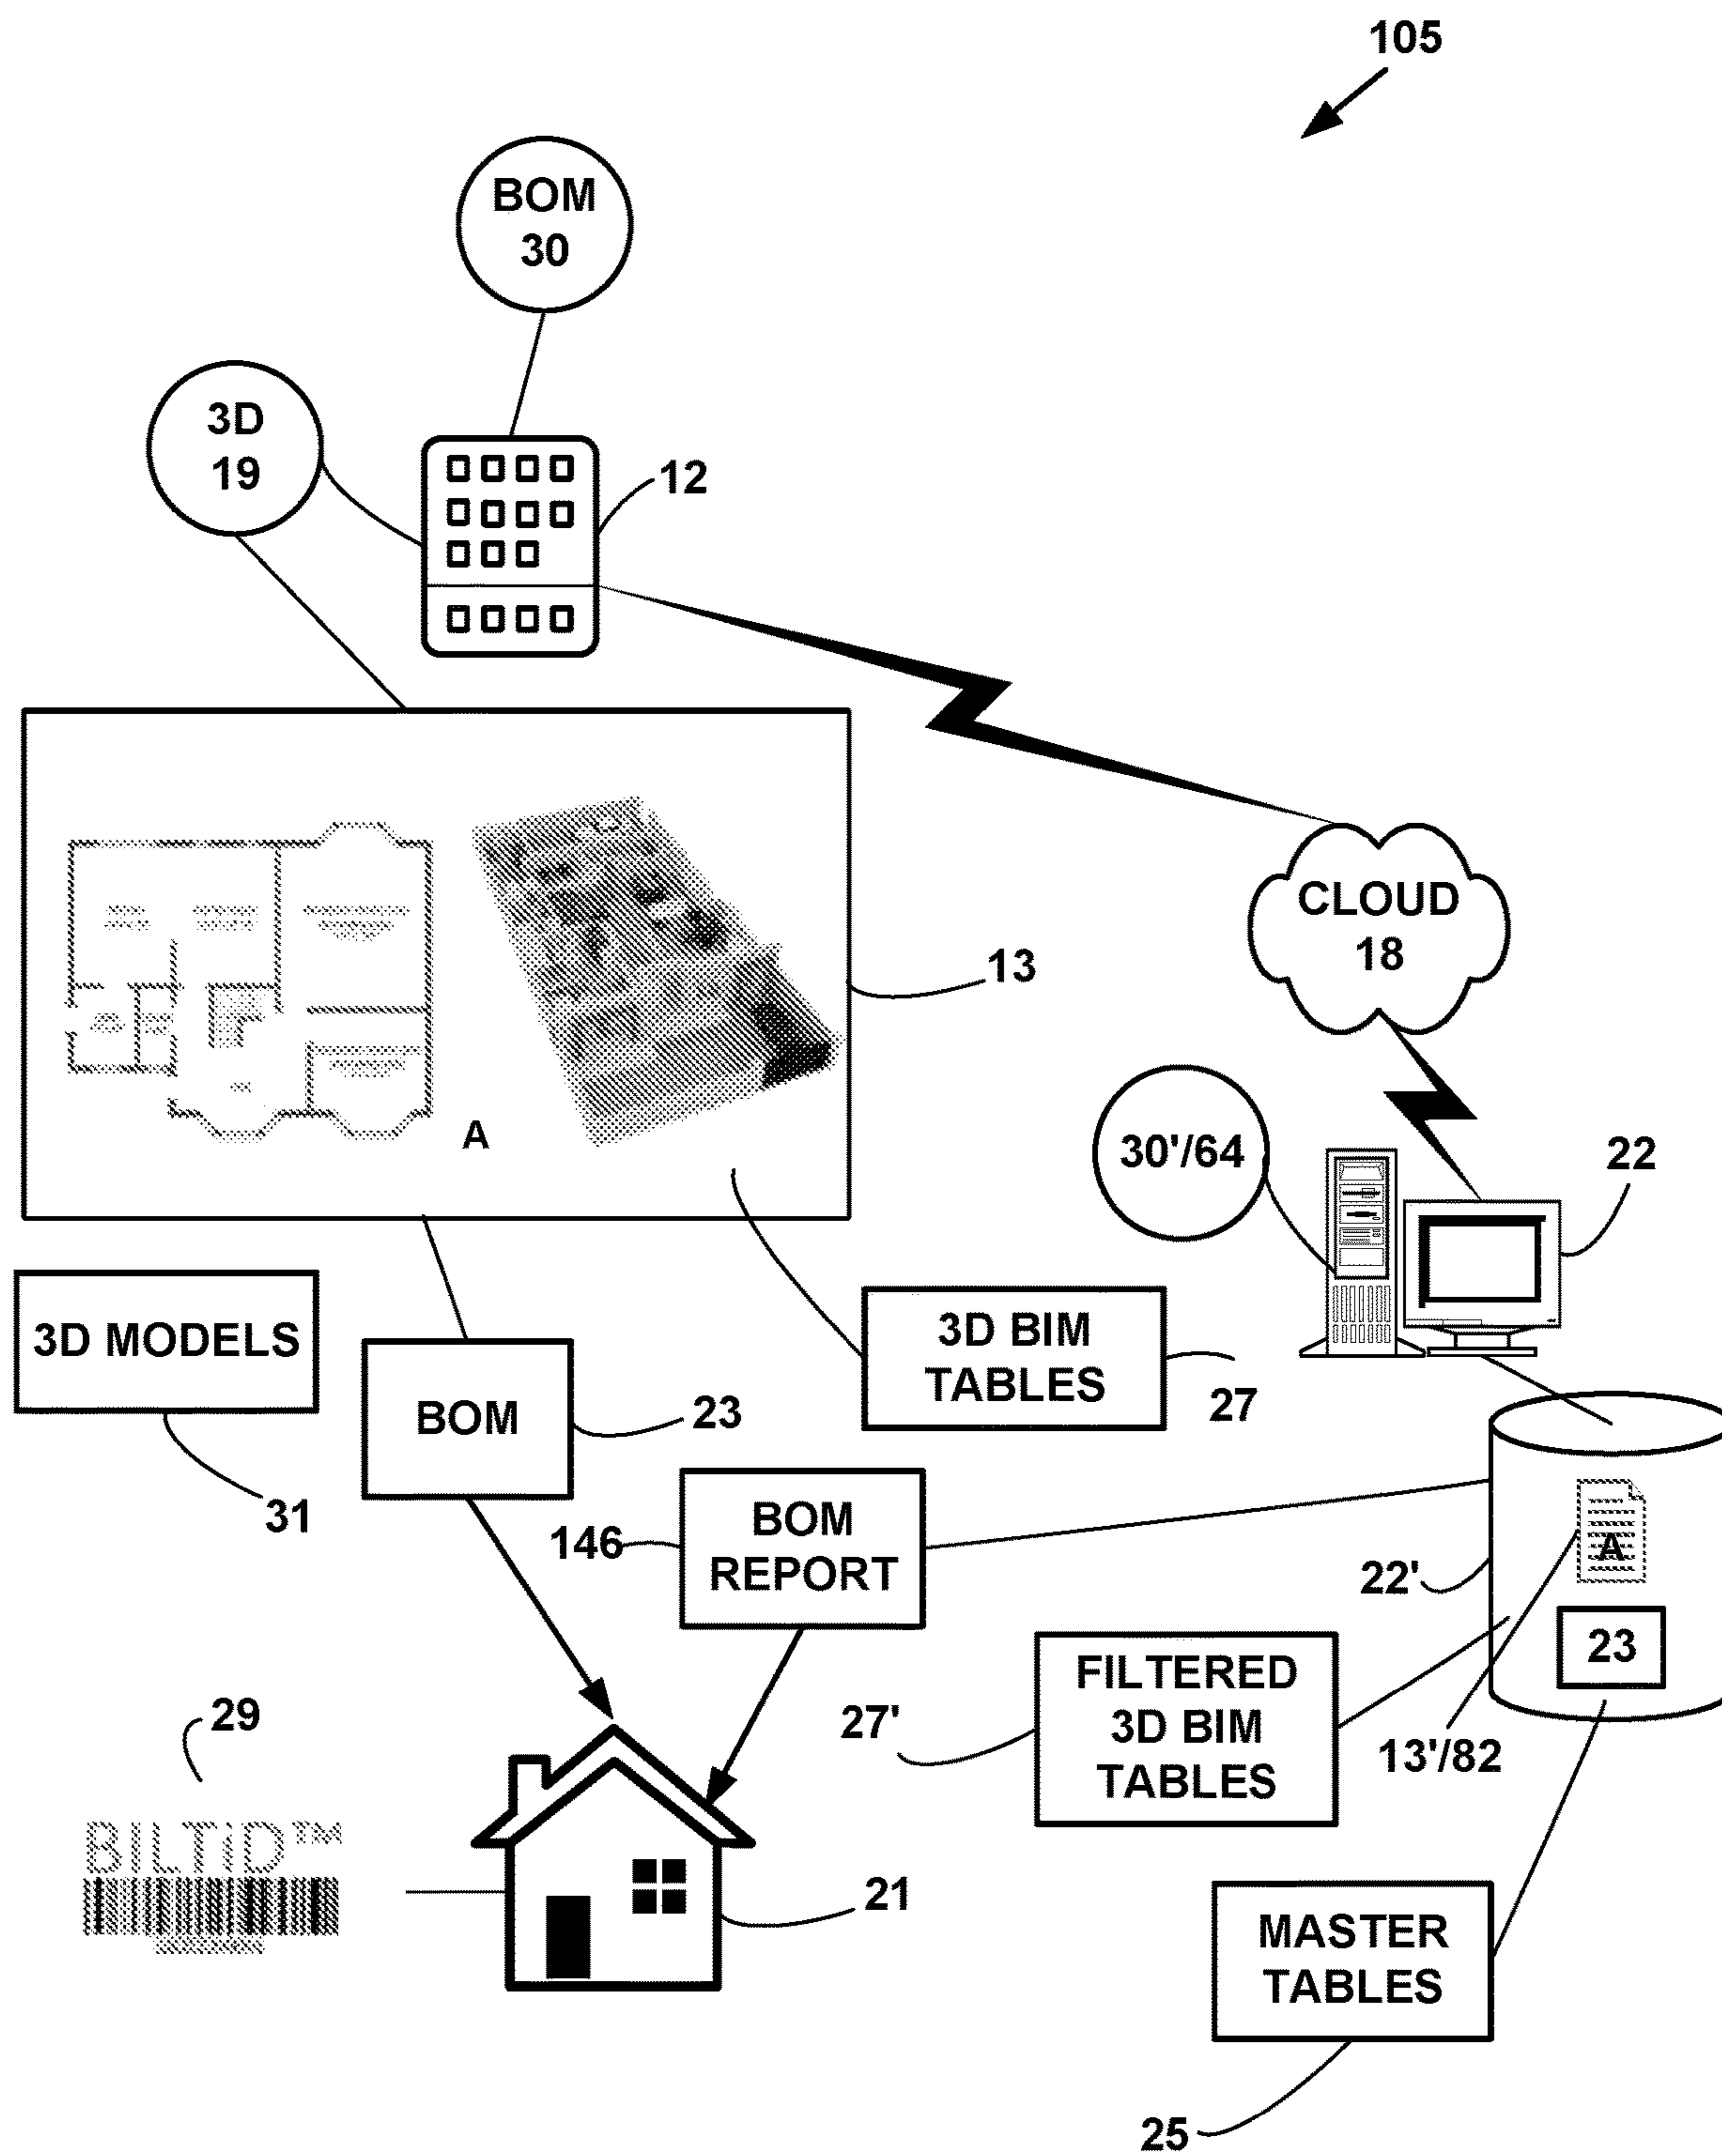 105
BOM
30
3D
19
12
CLOUD
18
13
A
30'/64
22
3D MODELS
3D BIM
TABLES
BOM
23
27
31
146
BOM
REPORT
22'
A
23
FILTERED
3D BIM
TABLES
27'
13'/82
29
BILTiD™
21
MASTER
TABLES
25